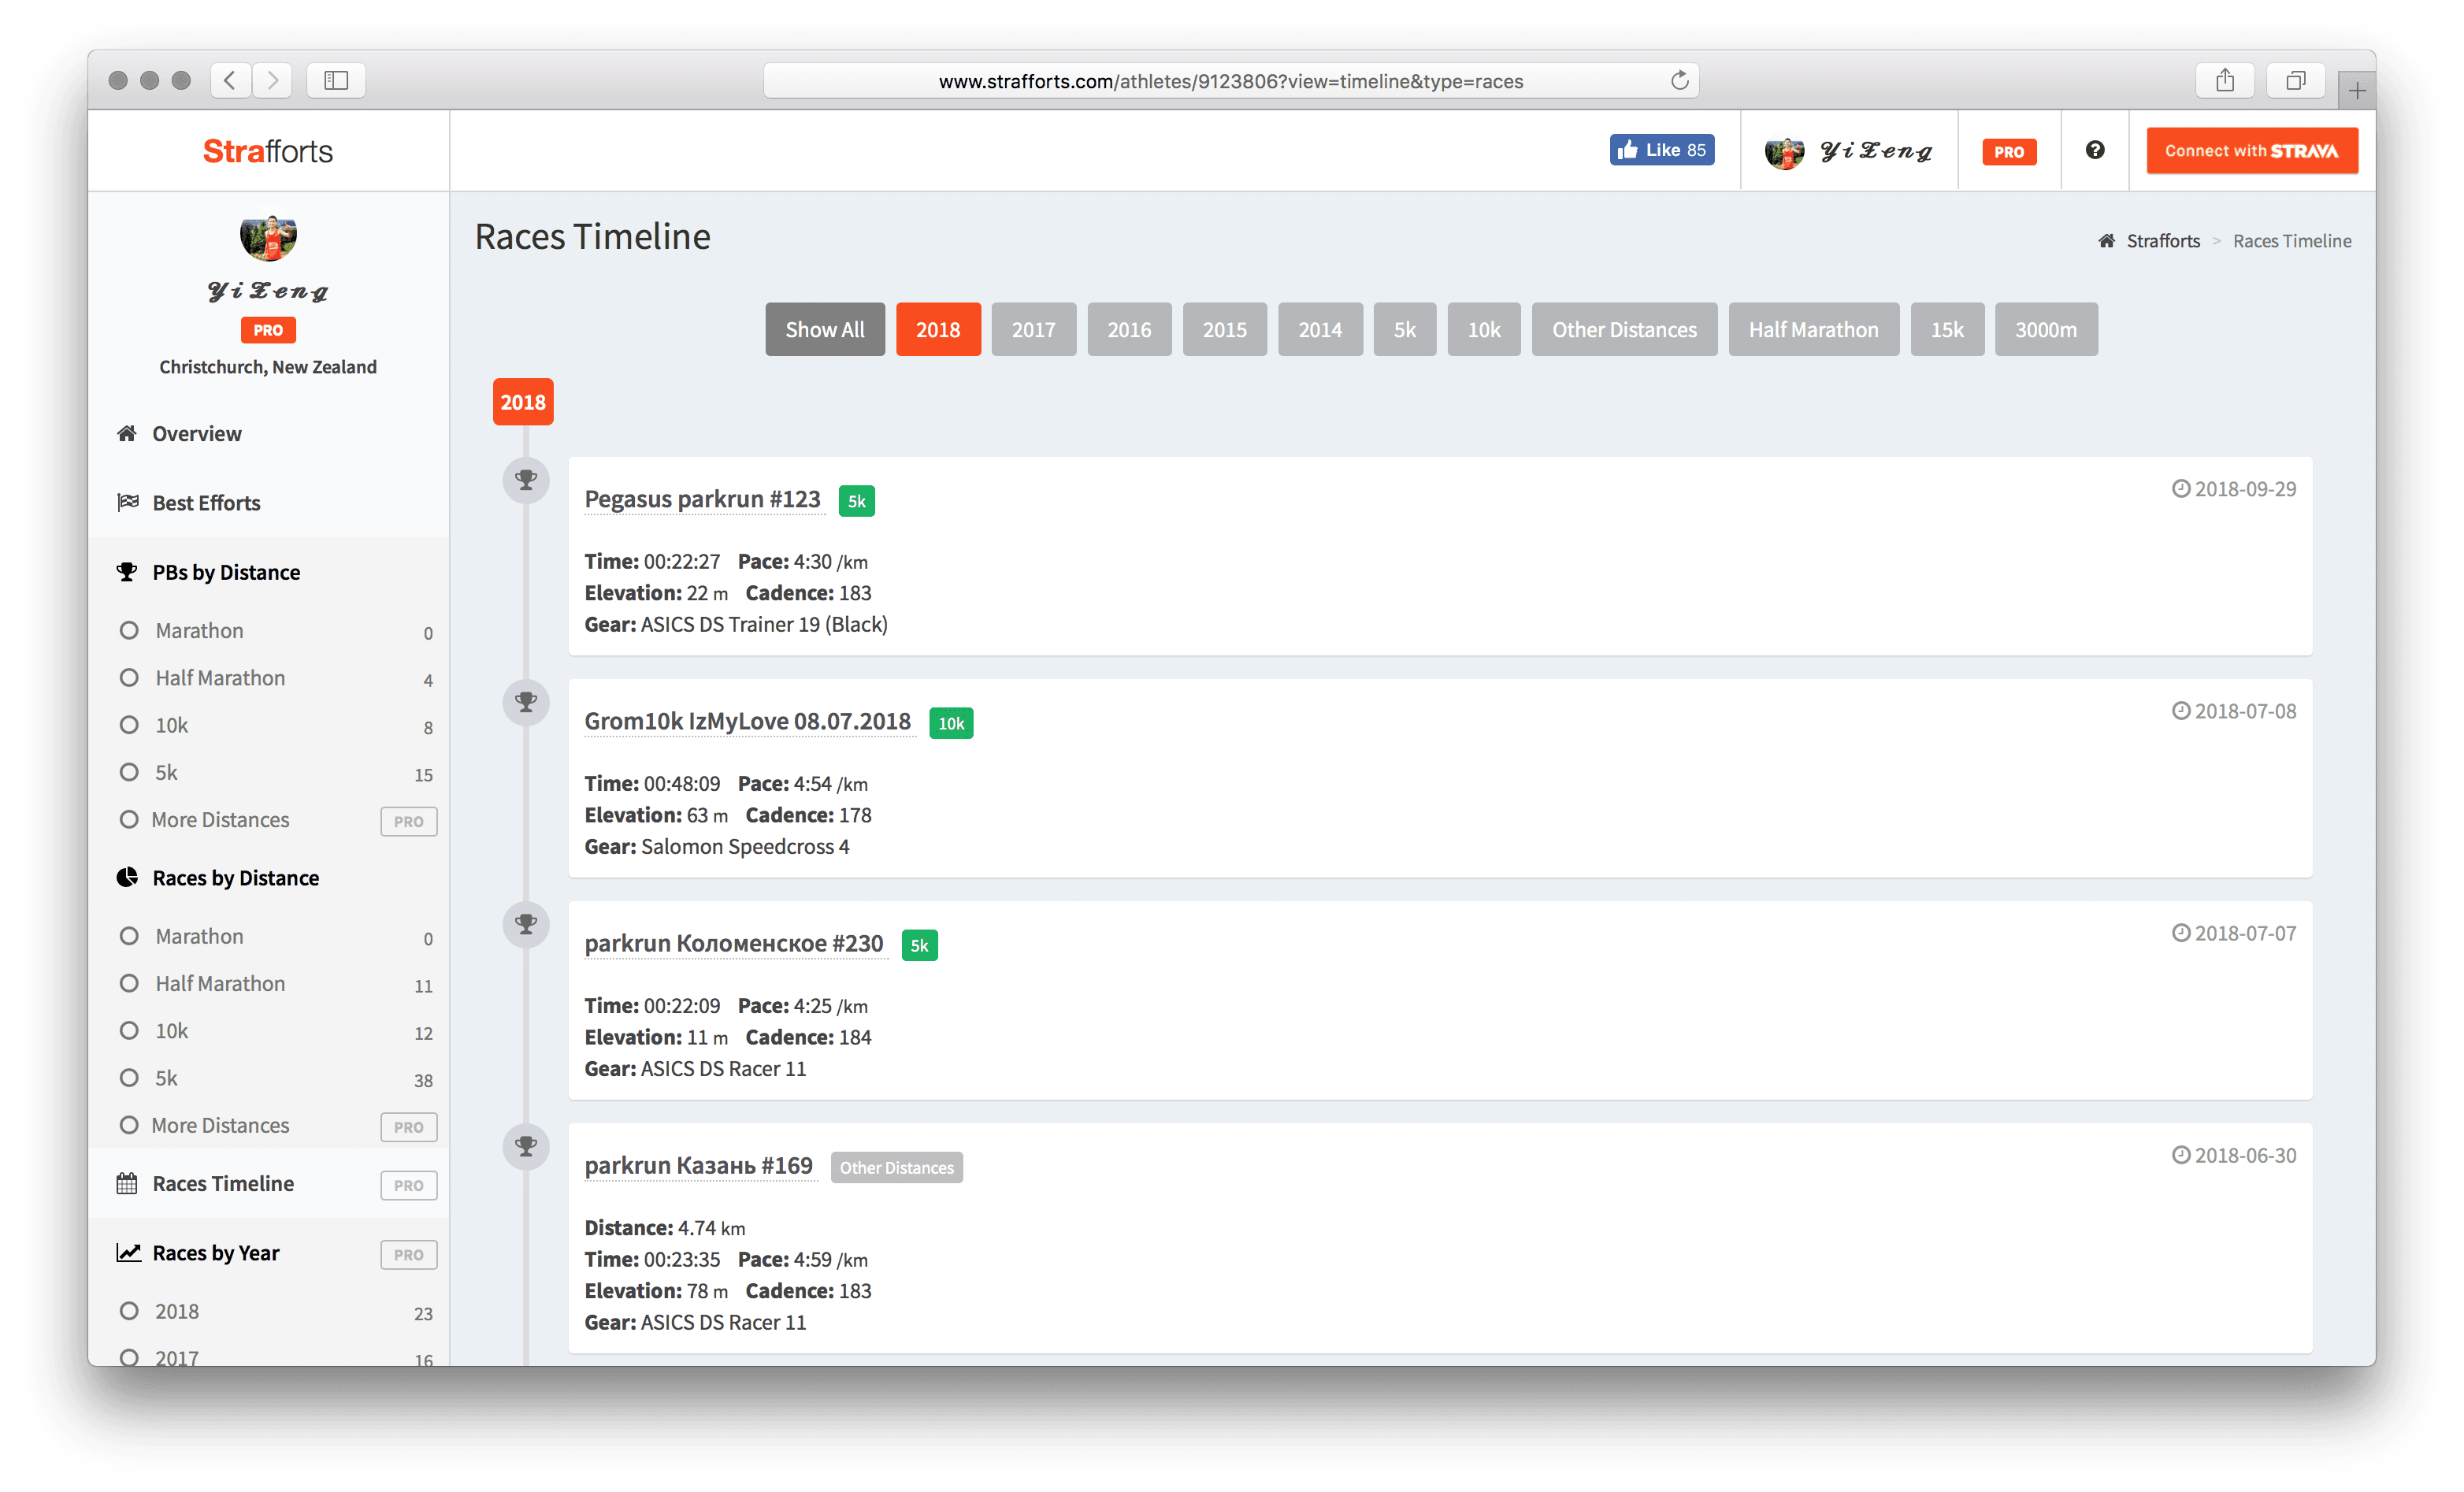 www.strafforts.com/athletes/9123806?view=timeline&type=races
Strafforts
Like 85
𝓨𝓲 𝓩𝓮𝓷𝓰
PRO
Connect with STRAVA
𝓨𝓲 𝓩𝓮𝓷𝓰
PRO
Christchurch, New Zealand
Overview
Best Efforts
PBs by Distance
Marathon 0
Half Marathon 4
10k 8
5k 15
More Distances PRO
Races by Distance
Marathon 0
Half Marathon 11
10k 12
5k 38
More Distances PRO
Races Timeline PRO
Races by Year PRO
2018 23
2017 16
Races Timeline
Strafforts > Races Timeline
Show All 2018 2017 2016 2015 2014 5k 10k Other Distances Half Marathon 15k 3000m
2018
Pegasus parkrun #123 5k 2018-09-29
Time: 00:22:27 Pace: 4:30 /km
Elevation: 22 m Cadence: 183
Gear: ASICS DS Trainer 19 (Black)
Grom10k IzMyLove 08.07.2018 10k 2018-07-08
Time: 00:48:09 Pace: 4:54 /km
Elevation: 63 m Cadence: 178
Gear: Salomon Speedcross 4
parkrun Коломенское #230 5k 2018-07-07
Time: 00:22:09 Pace: 4:25 /km
Elevation: 11 m Cadence: 184
Gear: ASICS DS Racer 11
parkrun Казань #169 Other Distances 2018-06-30
Distance: 4.74 km
Time: 00:23:35 Pace: 4:59 /km
Elevation: 78 m Cadence: 183
Gear: ASICS DS Racer 11